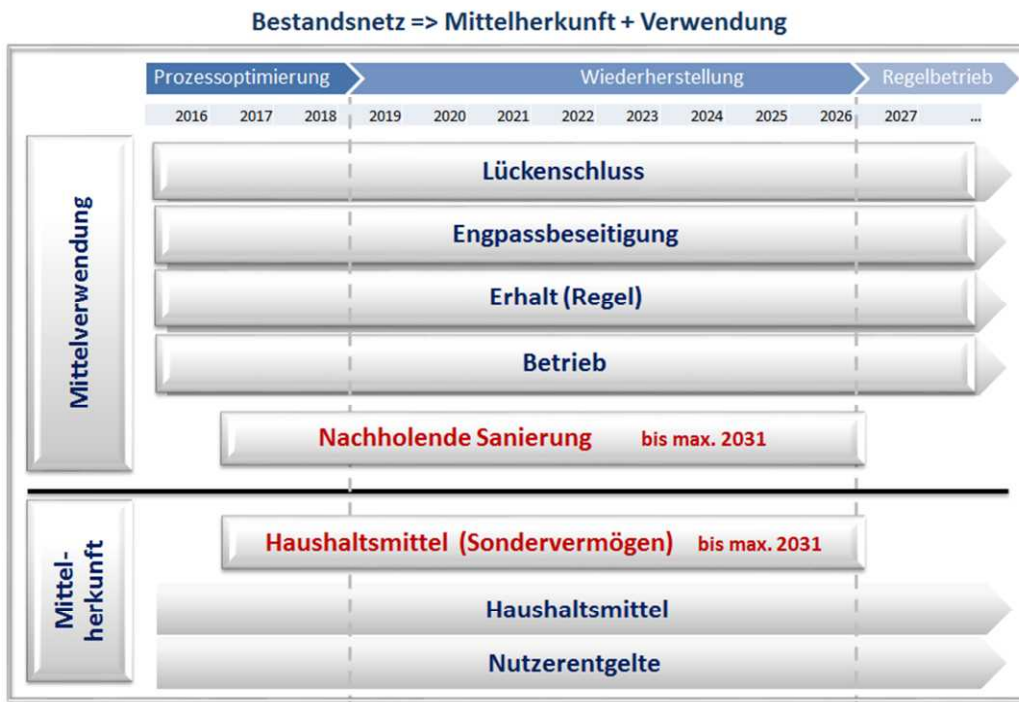 Bestandsnetz => Mittelherkunft + Verwendung
Prozessoptimierung Wiederherstellung Regelbetrieb
2016 2017 2018 2019 2020 2021 2022 2023 2024 2025 2026 2027 ...
Mittelverwendung
Lückenschluss
Engpassbeseitigung
Erhalt (Regel)
Betrieb
Nachholende Sanierung bis max. 2031
Mittel-
herkunft
Haushaltsmittel (Sondervermögen) bis max. 2031
Haushaltsmittel
Nutzerentgelte